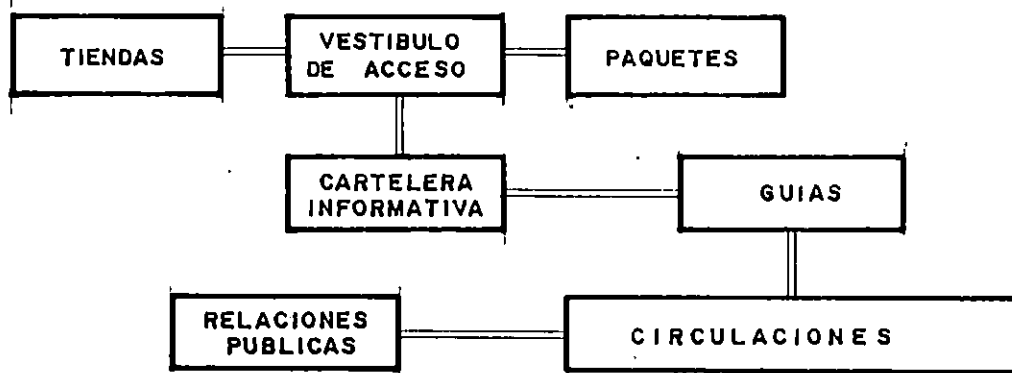 TIENDAS
VESTIBULO
DE ACCESO
PAQUETES
CARTELERA
INFORMATIVA
GUIAS
RELACIONES
PUBLICAS
CIRCULACIONES